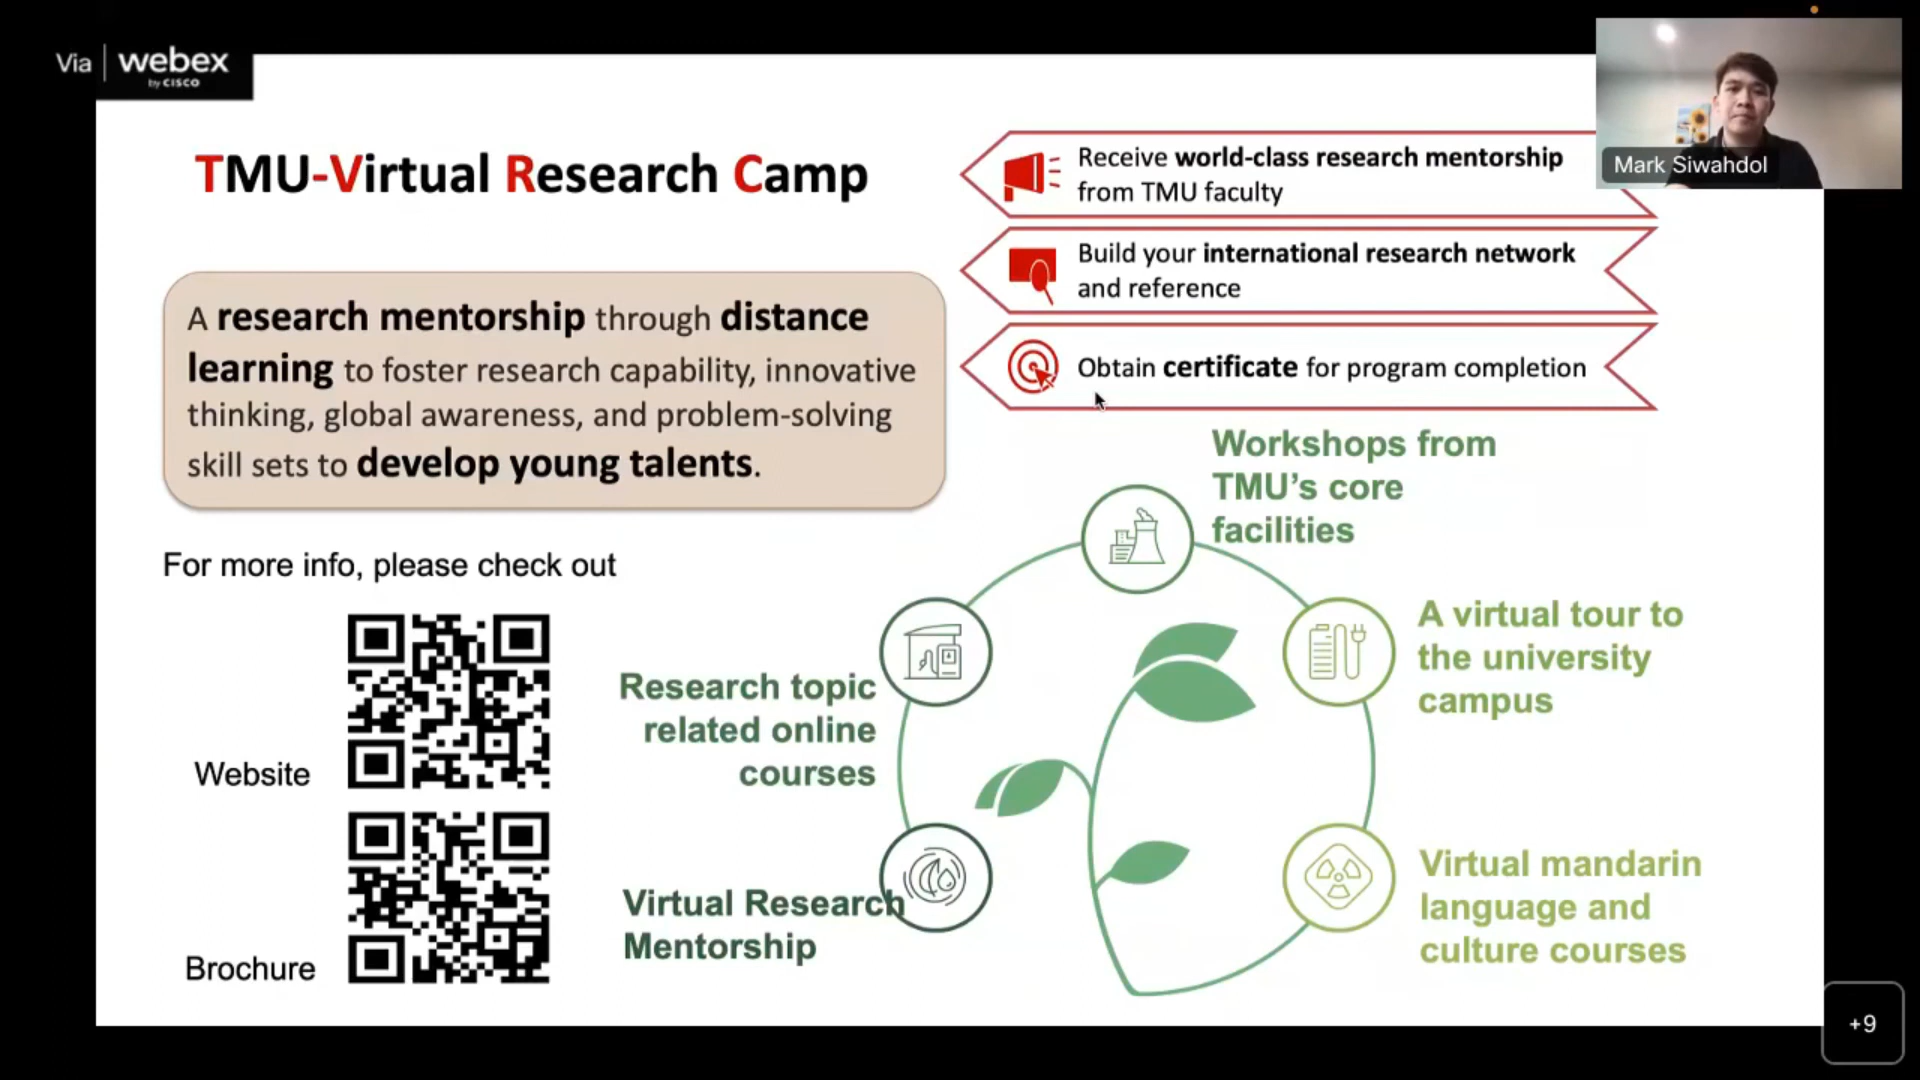 Via webex
by CISCO
Mark Siwahdol
TMU-Virtual Research Camp
Receive world-class research mentorship
from TMU faculty
Build your international research network
and reference
Obtain certificate for program completion
A research mentorship through distance
learning to foster research capability, innovative
thinking, global awareness, and problem-solving
skill sets to develop young talents.
For more info, please check out
Website
Brochure
Workshops from
TMU’s core
facilities
A virtual tour to
the university
campus
Research topic
related online
courses
Virtual Research
Mentorship
Virtual mandarin
language and
culture courses
+9